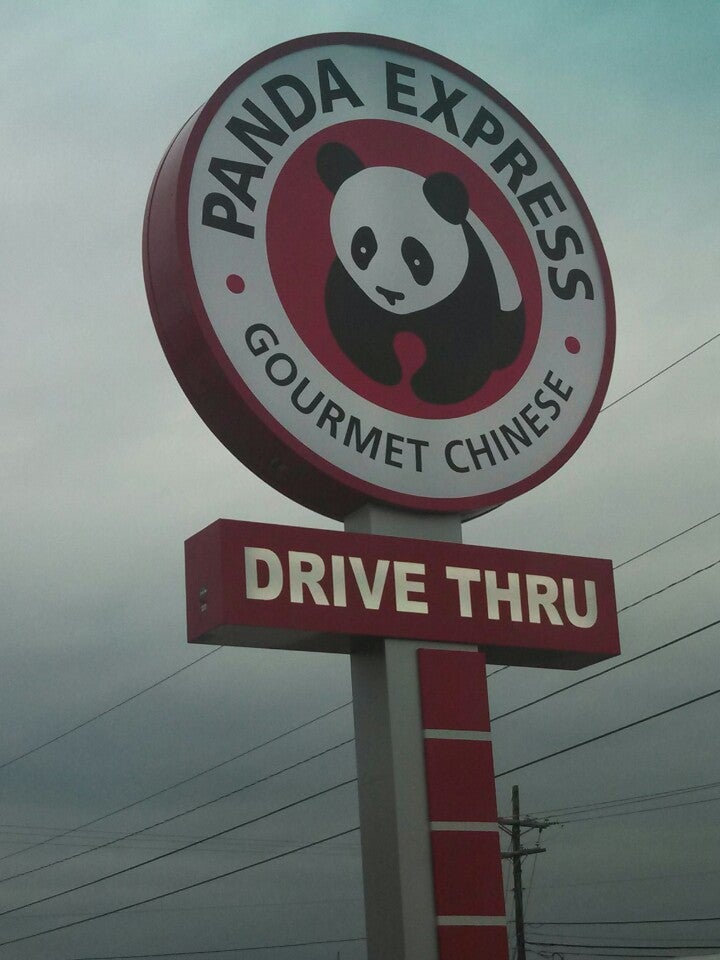 PANDA EXPRESS
GOURMET CHINESE
DRIVE THRU